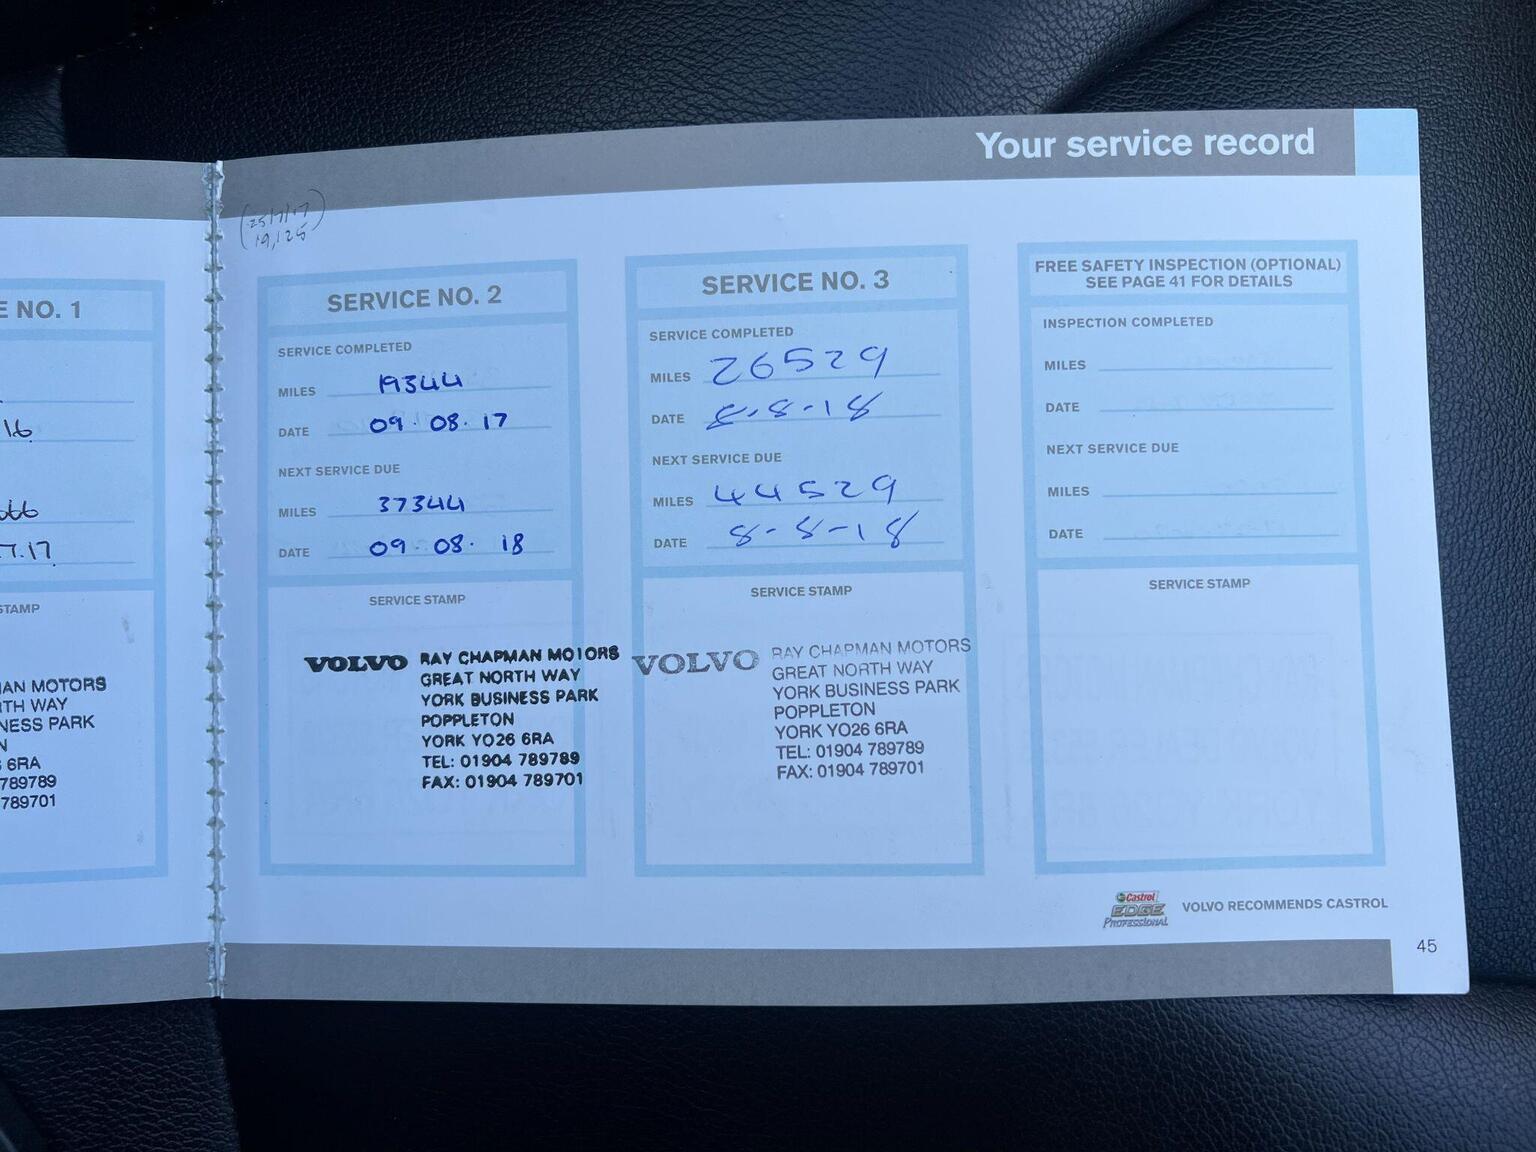 Your service record
(25/7/17
19,125)
E NO. 1
16
7.17
STAMP
AN MOTORS
TH WAY
NESS PARK
N
6RA
789789
789701
SERVICE NO. 2
SERVICE COMPLETED
MILES 19344
DATE 09.08.17
NEXT SERVICE DUE
MILES 37344
DATE 09.08.18
SERVICE STAMP
VOLVO RAY CHAPMAN MOTORS
GREAT NORTH WAY
YORK BUSINESS PARK
POPPLETON
YORK YO26 6RA
TEL: 01904 789789
FAX: 01904 789701
SERVICE NO. 3
SERVICE COMPLETED
MILES 26529
DATE 8-8-18
NEXT SERVICE DUE
MILES 44529
DATE 8-8-18
SERVICE STAMP
VOLVO RAY CHAPMAN MOTORS
GREAT NORTH WAY
YORK BUSINESS PARK
POPPLETON
YORK YO26 6RA
TEL: 01904 789789
FAX: 01904 789701
FREE SAFETY INSPECTION (OPTIONAL)
SEE PAGE 41 FOR DETAILS
INSPECTION COMPLETED
MILES
DATE
NEXT SERVICE DUE
MILES
DATE
SERVICE STAMP
Castrol
EDGE
PROFESSIONAL
VOLVO RECOMMENDS CASTROL
45